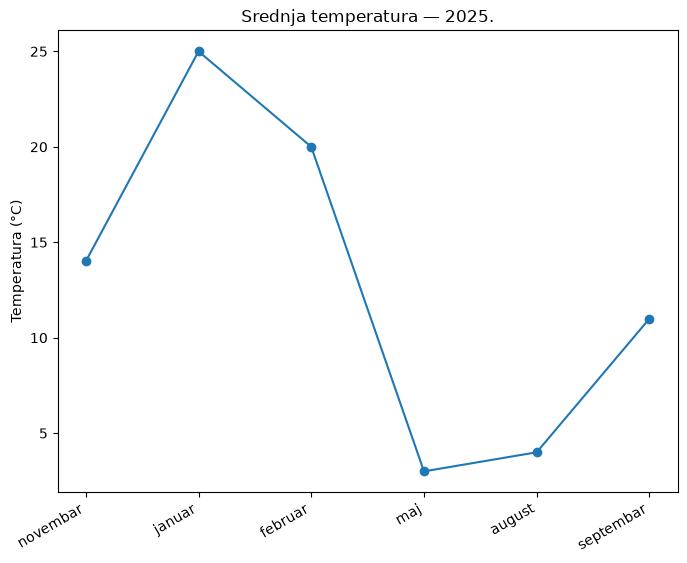 Srednja temperatura — 2025.
Temperatura (°C)
25
20
15
10
5
novembar
januar
februar
maj
august
septembar